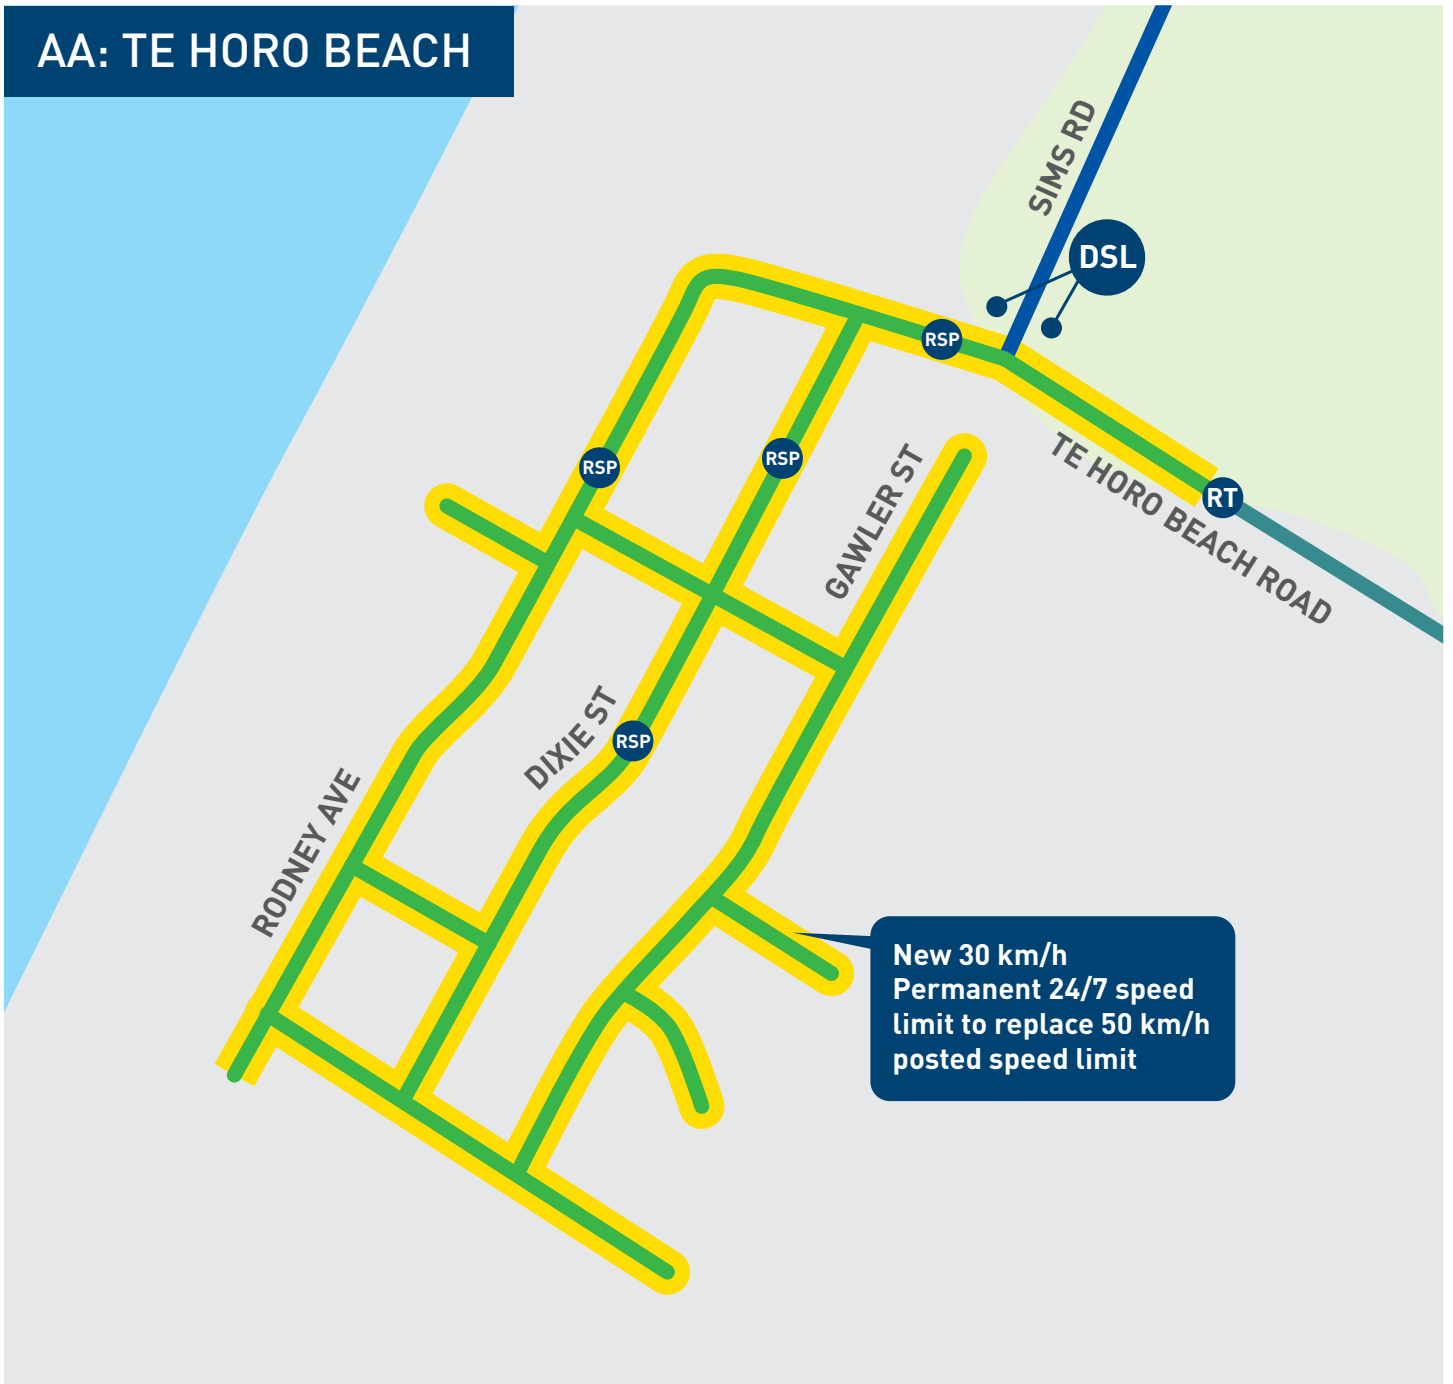 AA: TE HORO BEACH
SIMS RD
DSL
RSP
RSP
RSP
GAWLER ST
TE HORO BEACH ROAD
RT
DIXIE ST
RSP
RODNEY AVE
New 30 km/h
Permanent 24/7 speed
limit to replace 50 km/h
posted speed limit